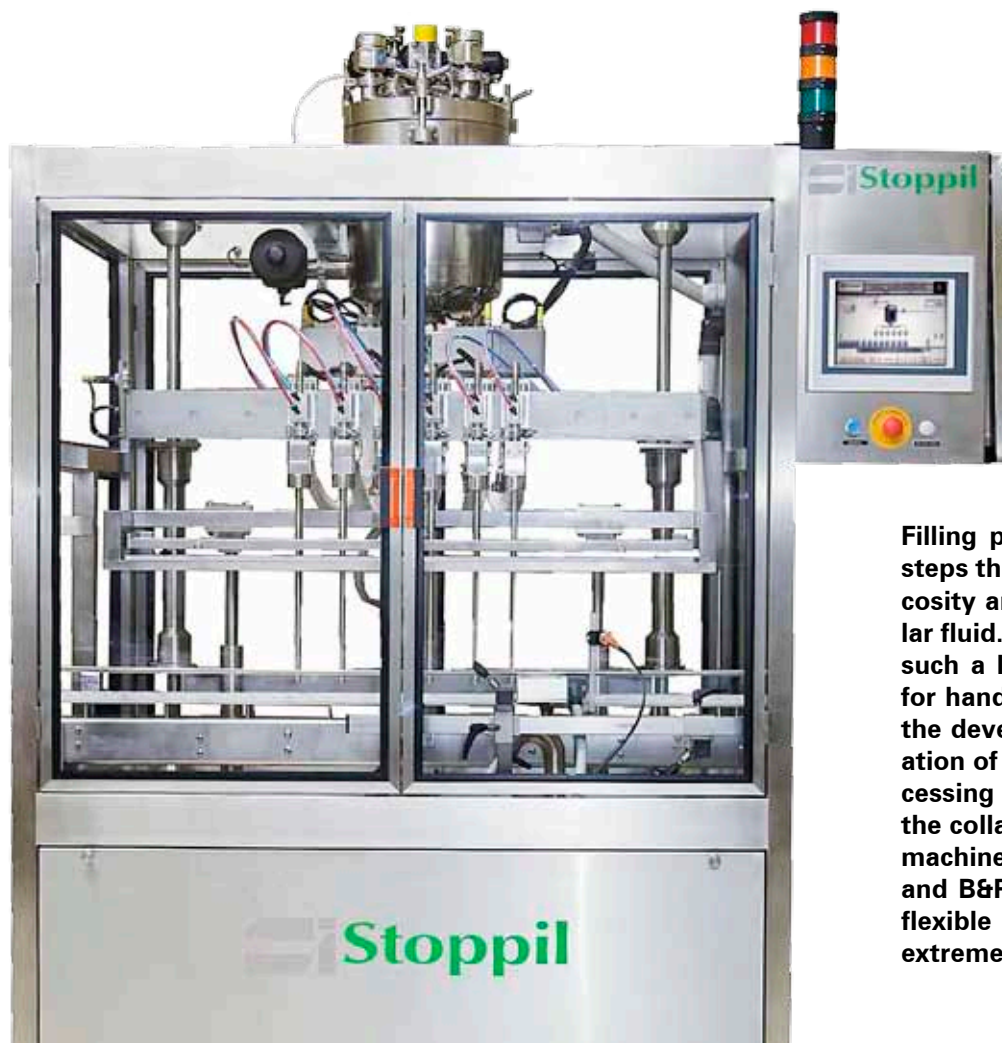 Stoppil
Stoppil
Filling p
steps th
cosity
lar fluid.
such a
for hand
the deve
ation of
cessing
the colla
machine
and B&
flexible
extreme